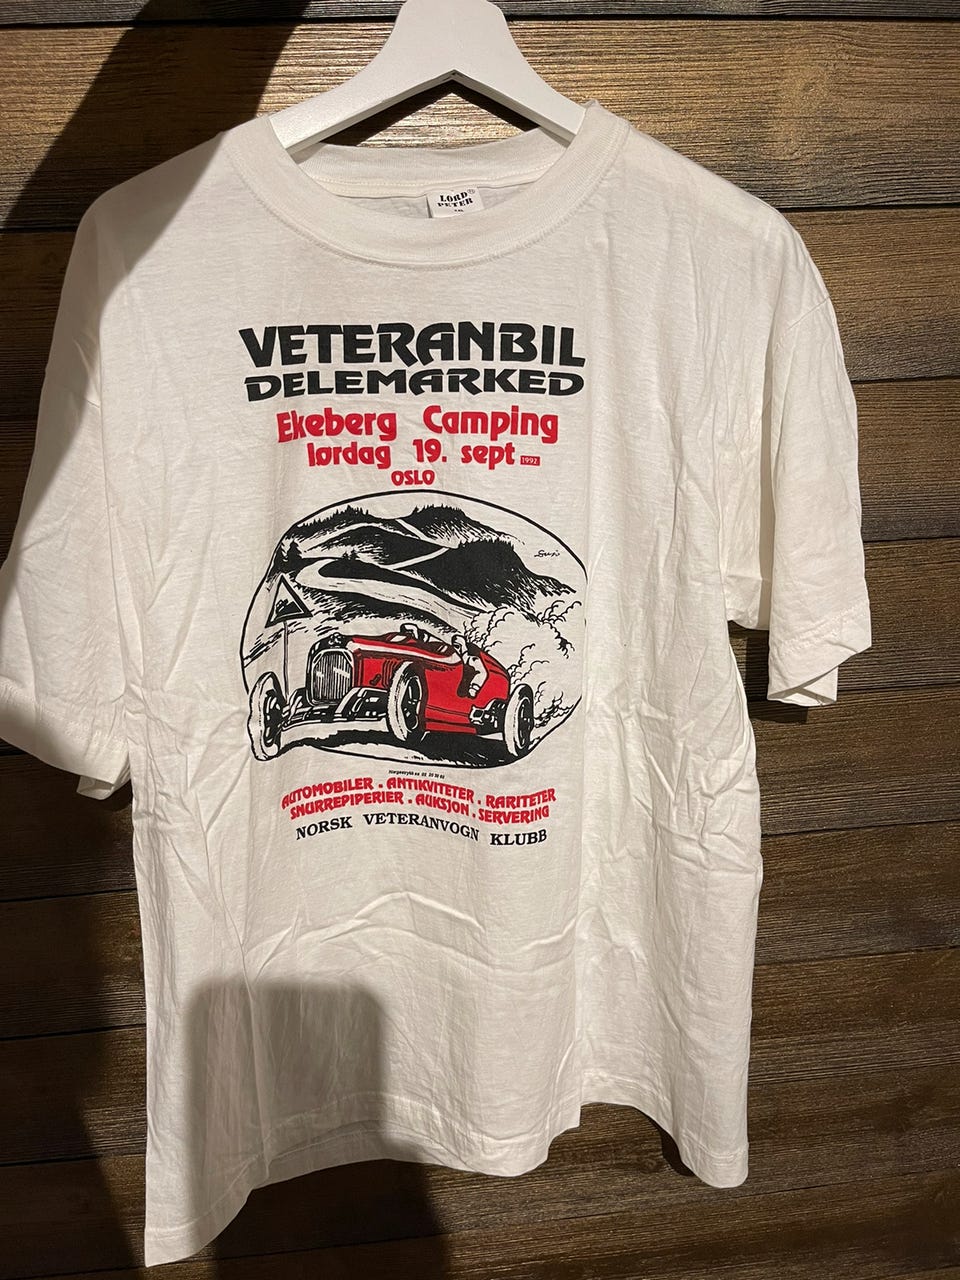 LORD®
PETER
VETERANBIL
DELEMARKED
Ekeberg Camping
lørdag 19. sept 1992
OSLO
AUTOMOBILER . ANTIKVITETER . RARITETER
SNURREPIPERIER . AUKSJON . SERVERING
NORSK VETERANVOGN KLUBB